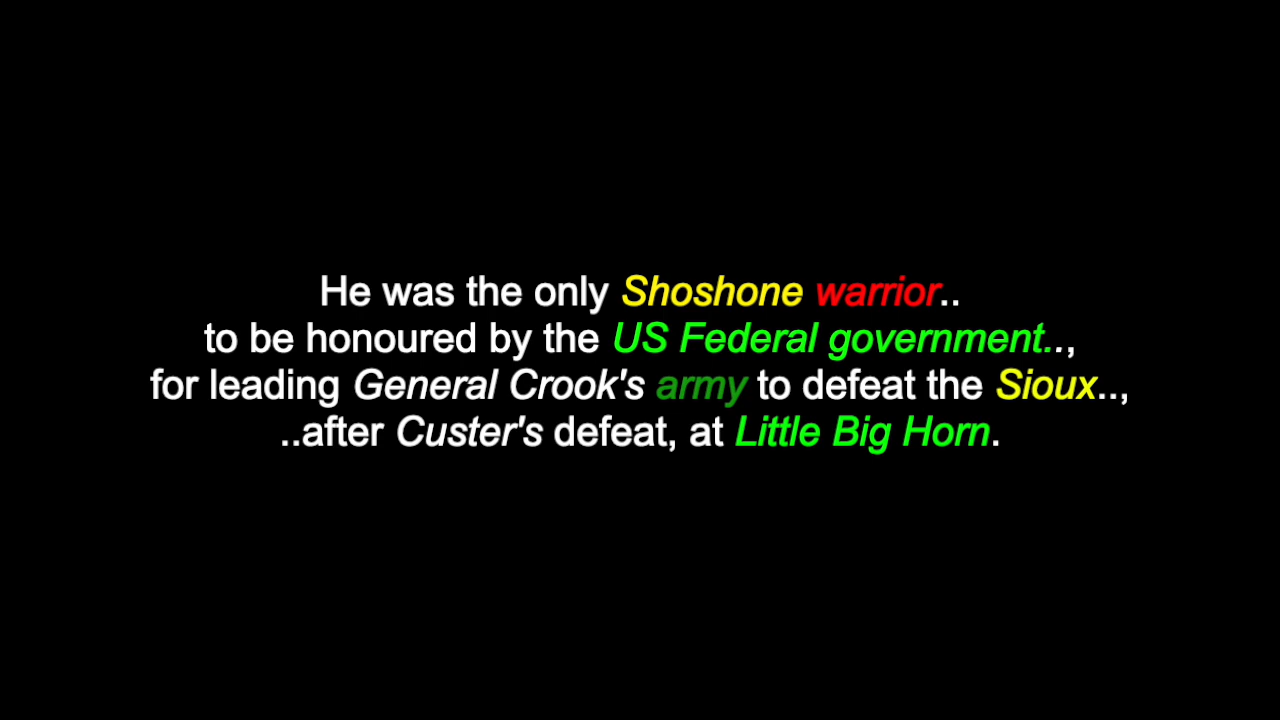 He was the only Shoshone warrior..
to be honoured by the US Federal government..,
for leading General Crook's army to defeat the Sioux..,
..after Custer's defeat, at Little Big Horn.